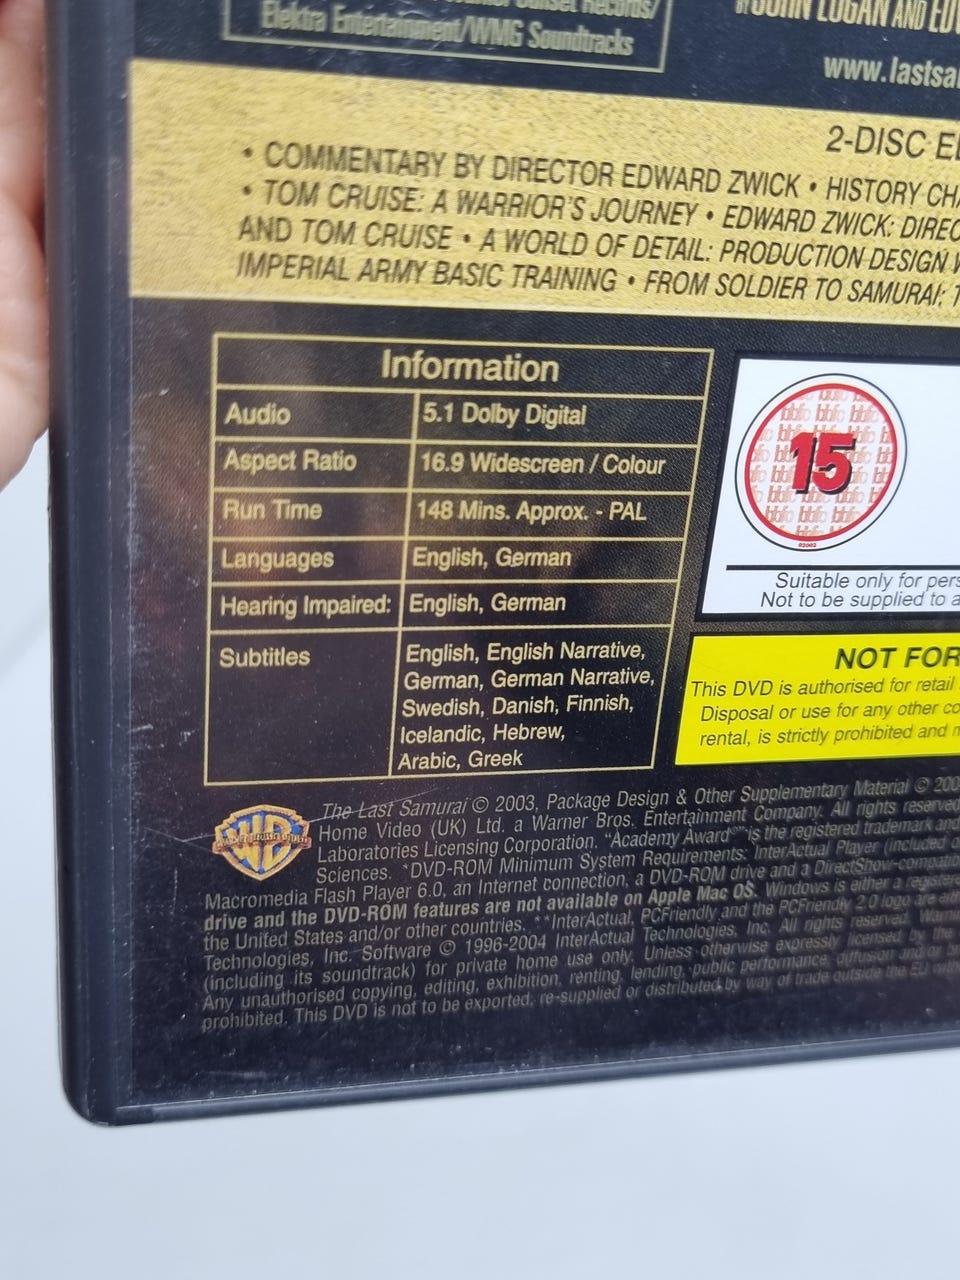 Elektra Entertainment/WMG Soundtracks
BY JOHN LOGAN AND
www.lastsa
2-DISC
• COMMENTARY BY DIRECTOR EDWARD ZWICK • HISTORY
• TOM CRUISE: A WARRIOR'S JOURNEY • EDWARD ZWICK: DIREC
AND TOM CRUISE • A WORLD OF DETAIL: PRODUCTION DESIGN
IMPERIAL ARMY BASIC TRAINING • FROM SOLDIER TO SAMURAI:
Information
Audio 5.1 Dolby Digital
Aspect Ratio 16.9 Widescreen / Colour
Run Time 148 Mins. Approx. - PAL
Languages English, German
Hearing Impaired: English, German
Subtitles English, English Narrative,
German, German Narrative,
Swedish, Danish, Finnish,
Icelandic, Hebrew,
Arabic, Greek
15
Suitable only for pers
Not to be supplied to a
NOT FOR
This DVD is authorised for retail
Disposal or use for any other co
rental, is strictly prohibited and
The Last Samurai © 2003, Package Design & Other Supplementary Material © 200
Home Video (UK) Ltd. a Warner Bros. Entertainment Company. All rights reserved
Laboratories Licensing Corporation. "Academy Award" is the registered trademark and
Sciences. *DVD-ROM Minimum System Requirements: InterActual Player (included
Macromedia Flash Player 6.0, an Internet connection, a DVD-ROM drive and a DirectShow-compatib
drive and the DVD-ROM features are not available on Apple Mac OS. Windows is either a registere
the United States and/or other countries. **InterActual, PCFriendly and the PCFriendly 2.0 logo are
Technologies, Inc. Software © 1996-2004 InterActual Technologies, Inc. All rights reserved.
(including its soundtrack) for private home use only. Unless otherwise expressly licensed by the
Any unauthorised copying, editing, exhibition, renting, lending, public performance, diffusion and/or
prohibited. This DVD is not to be exported, re-supplied or distributed by way of trade outside the EU